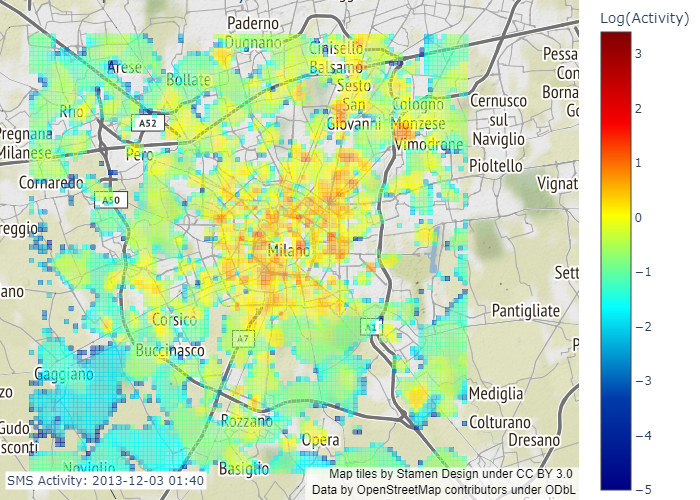 Log(Activity)
3
2
1
0
−1
−2
−3
−4
−5
Paderno
Dugnano
Cinisello
Balsamo
Arese
Bollate
Sesto
San
Giovanni
Cologno
Monzese
Pessa
Con
Borna
Go
Cernusco
sul
Naviglio
Rho
A52
Pregnana
Milanese
Pero
Vimodrone
Pioltello
Cornaredo
Vignat
A50
reggio
Milano
Sett
ano
Pantigliate
Corsico
A7
A1
Buccinasco
P
Gaggiano
zo
Mediglia
Rozzano
Colturano
Gudo
sconti
Opera
Dresano
Noviglio
Basiglio
SMS Activity: 2013-12-03 01:40
Map tiles by Stamen Design under CC BY 3.0
Data by OpenStreetMap contributors under ODbL